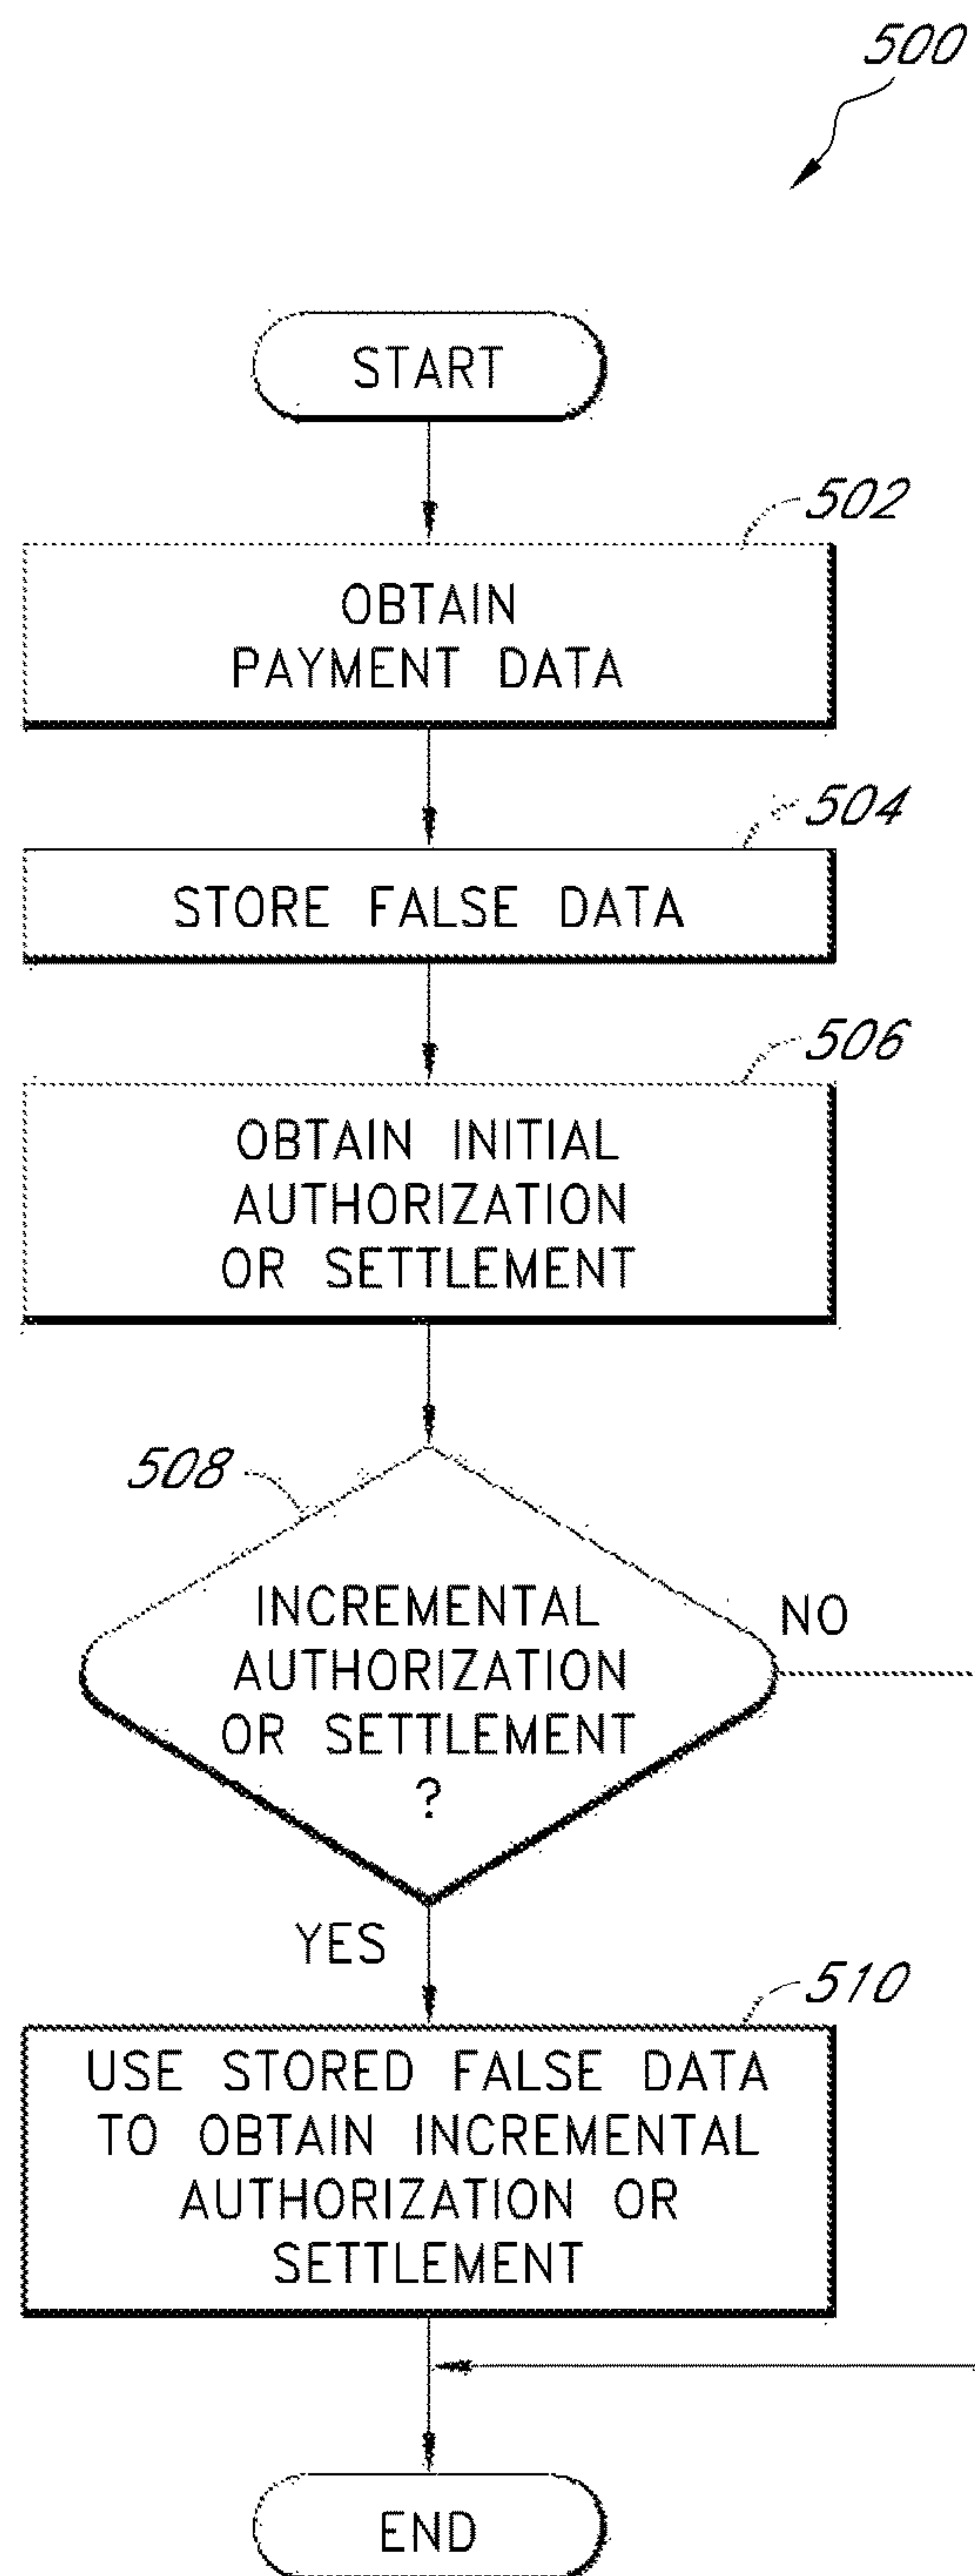 500
START
502
OBTAIN
PAYMENT DATA
504
STORE FALSE DATA
506
OBTAIN INITIAL
AUTHORIZATION
OR SETTLEMENT
508
INCREMENTAL
AUTHORIZATION
OR SETTLEMENT
?
NO
YES
510
USE STORED FALSE DATA
TO OBTAIN INCREMENTAL
AUTHORIZATION OR
SETTLEMENT
END